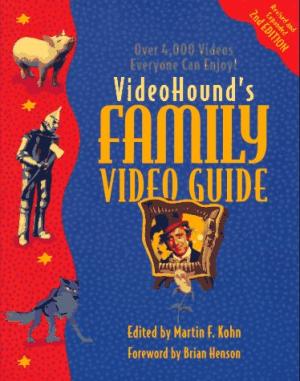 Revised and
Expanded
2nd EDITION
Over 4,000 Videos
Everyone Can Enjoy!
VideoHound's
FAMILY
VIDEO GUIDE
Edited by Martin F. Kohn
Foreword by Brian Henson